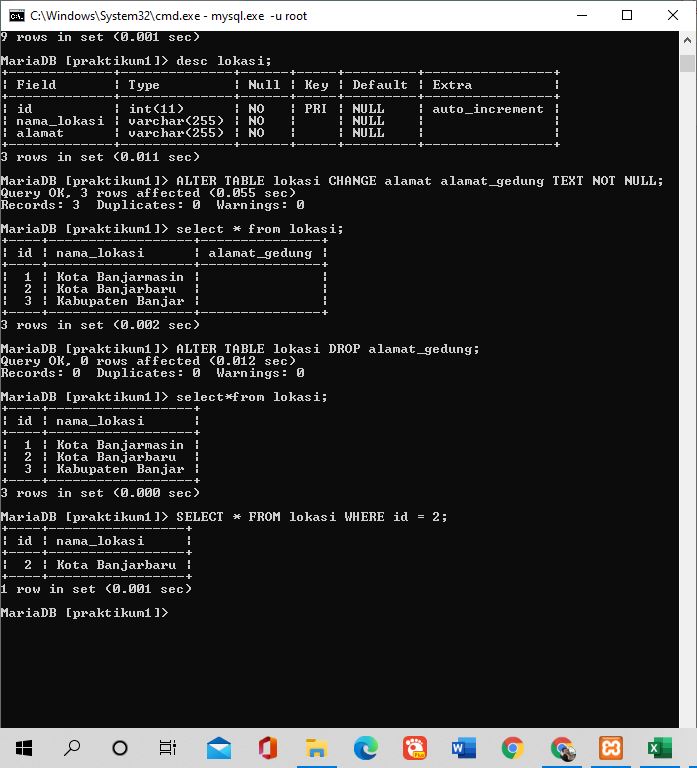 C:\Windows\System32\cmd.exe - mysql.exe -u root
9 rows in set (0.001 sec)
MariaDB [praktikum1]> desc lokasi;
+-------------+--------------+------+-----+---------+----------------+
| Field       | Type         | Null | Key | Default | Extra          |
+-------------+--------------+------+-----+---------+----------------+
| id          | int(11)      | NO   | PRI | NULL    | auto_increment |
| nama_lokasi | varchar(255) | NO   |     | NULL    |                |
| alamat      | varchar(255) | NO   |     | NULL    |                |
+-------------+--------------+------+-----+---------+----------------+
3 rows in set (0.011 sec)
MariaDB [praktikum1]> ALTER TABLE lokasi CHANGE alamat alamat_gedung TEXT NOT NULL;
Query OK, 3 rows affected (0.055 sec)
Records: 3  Duplicates: 0  Warnings: 0
MariaDB [praktikum1]> select * from lokasi;
+----+------------------+---------------+
| id | nama_lokasi      | alamat_gedung |
+----+------------------+---------------+
|  1 | Kota Banjarmasin |               |
|  2 | Kota Banjarbaru  |               |
|  3 | Kabupaten Banjar |               |
+----+------------------+---------------+
3 rows in set (0.002 sec)
MariaDB [praktikum1]> ALTER TABLE lokasi DROP alamat_gedung;
Query OK, 0 rows affected (0.012 sec)
Records: 0  Duplicates: 0  Warnings: 0
MariaDB [praktikum1]> select*from lokasi;
+----+------------------+
| id | nama_lokasi      |
+----+------------------+
|  1 | Kota Banjarmasin |
|  2 | Kota Banjarbaru  |
|  3 | Kabupaten Banjar |
+----+------------------+
3 rows in set (0.000 sec)
MariaDB [praktikum1]> SELECT * FROM lokasi WHERE id = 2;
+----+-----------------+
| id | nama_lokasi     |
+----+-----------------+
|  2 | Kota Banjarbaru |
+----+-----------------+
1 row in set (0.001 sec)
MariaDB [praktikum1]>